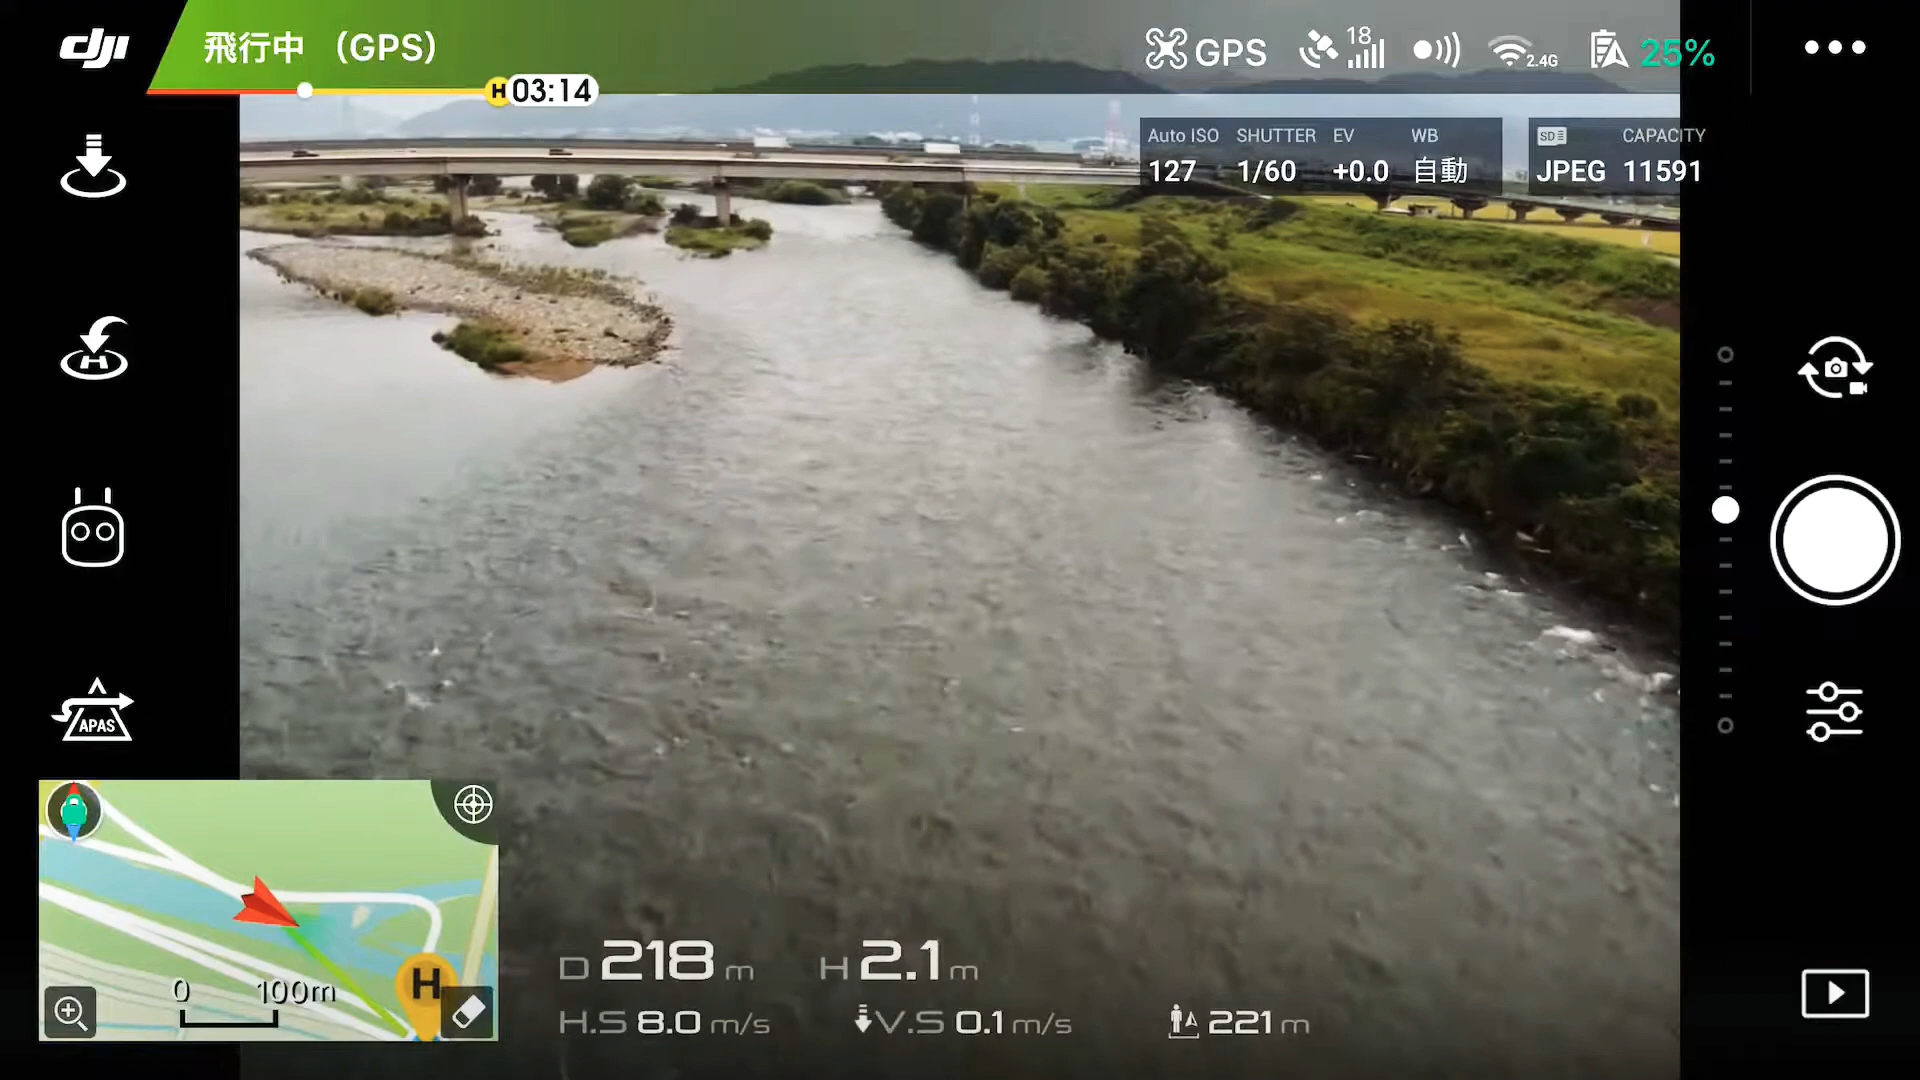 dji 飛行中 (GPS) GPS 18 2.4G 25%
H 03:14
Auto ISO SHUTTER EV WB SD CAPACITY
127 1/60 +0.0 自動 JPEG 11591
H
APAS
0 100m
H
D 218 m H 2.1 m
H.S 8.0 m/s V.S 0.1 m/s 221 m